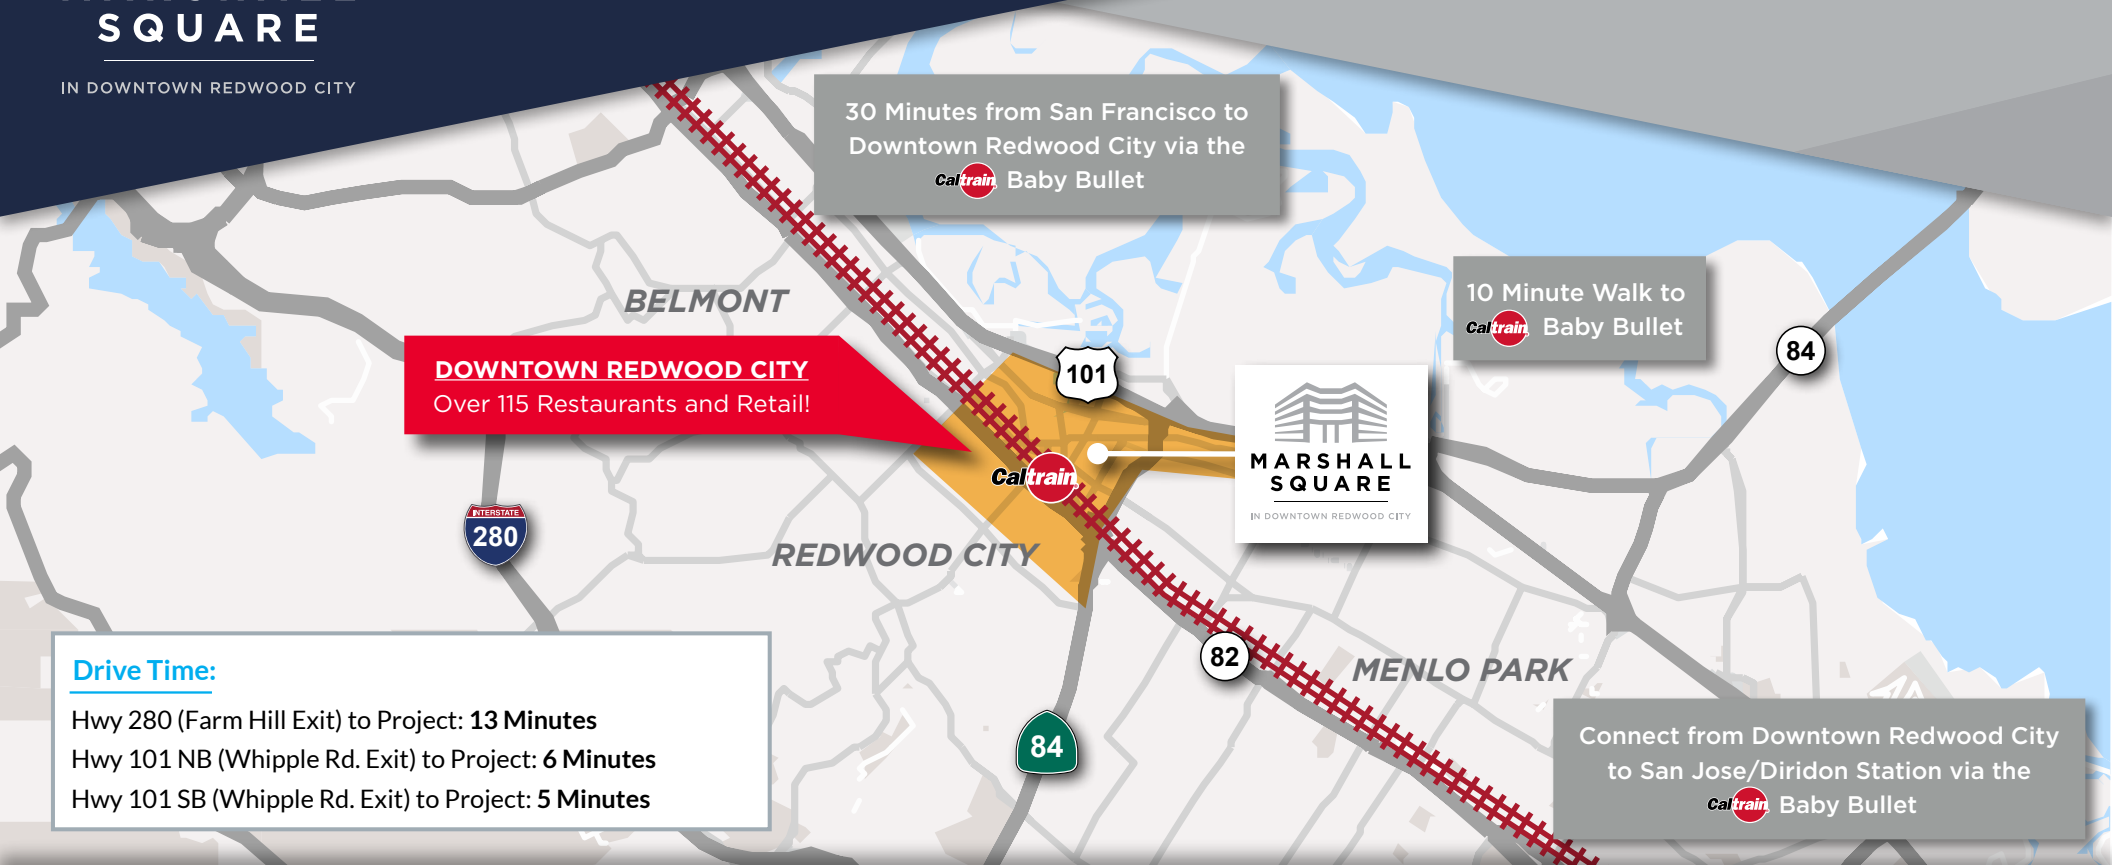 SQUARE
IN DOWNTOWN REDWOOD CITY
30 Minutes from San Francisco to
Downtown Redwood City via the
Caltrain Baby Bullet
10 Minute Walk to
Caltrain Baby Bullet
BELMONT
84
DOWNTOWN REDWOOD CITY
Over 115 Restaurants and Retail!
101
MARSHALL
SQUARE
IN DOWNTOWN REDWOOD CITY
Caltrain
INTERSTATE
280
REDWOOD CITY
82
MENLO PARK
84
Drive Time:
Hwy 280 (Farm Hill Exit) to Project: 13 Minutes
Hwy 101 NB (Whipple Rd. Exit) to Project: 6 Minutes
Hwy 101 SB (Whipple Rd. Exit) to Project: 5 Minutes
Connect from Downtown Redwood City
to San Jose/Diridon Station via the
Caltrain Baby Bullet